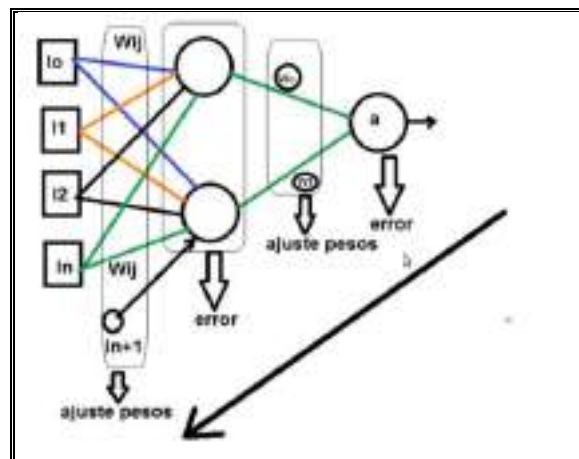 Wij
Io
I1
a
I2
error
ajuste pesos
In
Wij
error
In+1
ajuste pesos